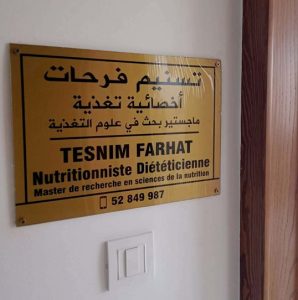 تسنيم فرحات
أخصائية تغذية
ماجستير بحث في علوم التغذية
TESNIM FARHAT
Nutritionniste Diététicienne
Master de recherche en sciences de la nutrition
52 849 987